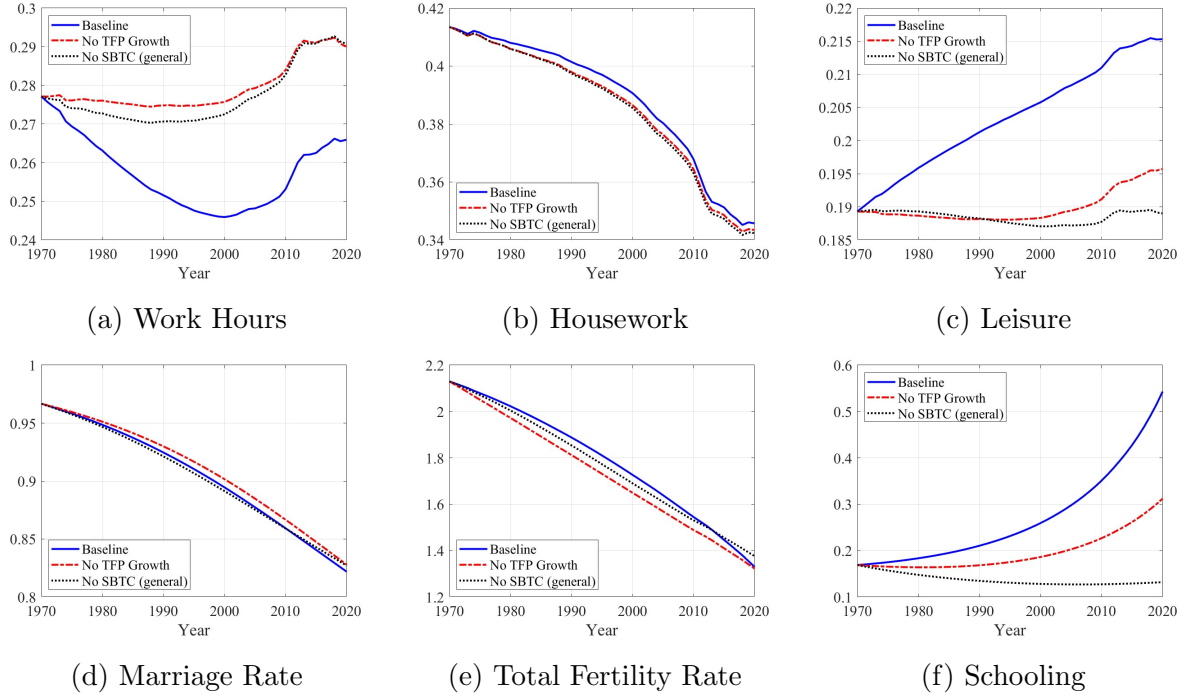 0.3
0.29
0.28
0.27
0.26
0.25
0.24
Baseline
No TFP Growth
No SBTC (general)
1970 1980 1990 2000 2010 2020
Year
(a) Work Hours
0.42
0.4
0.38
0.36
0.34
Baseline
No TFP Growth
No SBTC (general)
1970 1980 1990 2000 2010 2020
Year
(b) Housework
0.22
0.215
0.21
0.205
0.2
0.195
0.19
0.185
Baseline
No TFP Growth
No SBTC (general)
1970 1980 1990 2000 2010 2020
Year
(c) Leisure
1
0.95
0.9
0.85
0.8
Baseline
No TFP Growth
No SBTC (general)
1970 1980 1990 2000 2010 2020
Year
(d) Marriage Rate
2.2
2
1.8
1.6
1.4
1.2
Baseline
No TFP Growth
No SBTC (general)
1970 1980 1990 2000 2010 2020
Year
(e) Total Fertility Rate
0.6
0.5
0.4
0.3
0.2
0.1
Baseline
No TFP Growth
No SBTC (general)
1970 1980 1990 2000 2010 2020
Year
(f) Schooling